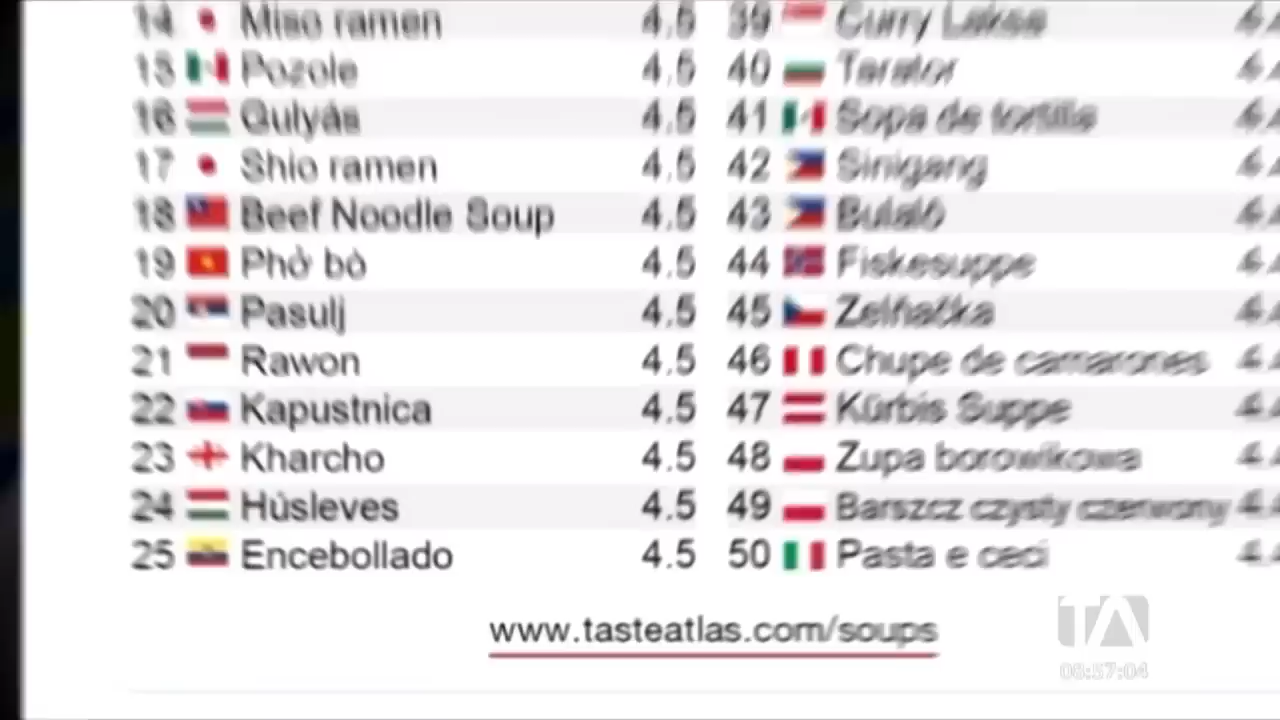 14 Miso ramen 4.5 39 Curry Laksa
15 Pozole 4.5 40 Tarator
16 Gulyás 4.5 41 Sopa de tortilla
17 Shio ramen 4.5 42 Sinigang
18 Beef Noodle Soup 4.5 43 Bulaló
19 Phở bò 4.5 44 Fiskesuppe
20 Pasulj 4.5 45 Zelňačka
21 Rawon 4.5 46 Chupe de camarones
22 Kapustnica 4.5 47 Kürbis Suppe
23 Kharcho 4.5 48 Zupa borowikowa
24 Húsleves 4.5 49 Barszcz czysty czerwony
25 Encebollado 4.5 50 Pasta e ceci
www.tasteatlas.com/soups
TA
08:57:04